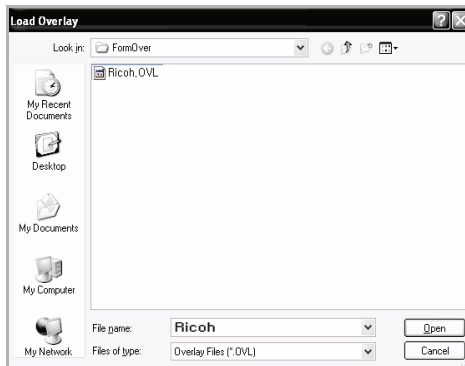 Load Overlay
Look in: FormOver
Ricoh,OVL
My Recent
Documents
Desktop
My Documents
My Computer
My Network
File name: Ricoh Open
Files of type: Overlay Files (*.OVL) Cancel